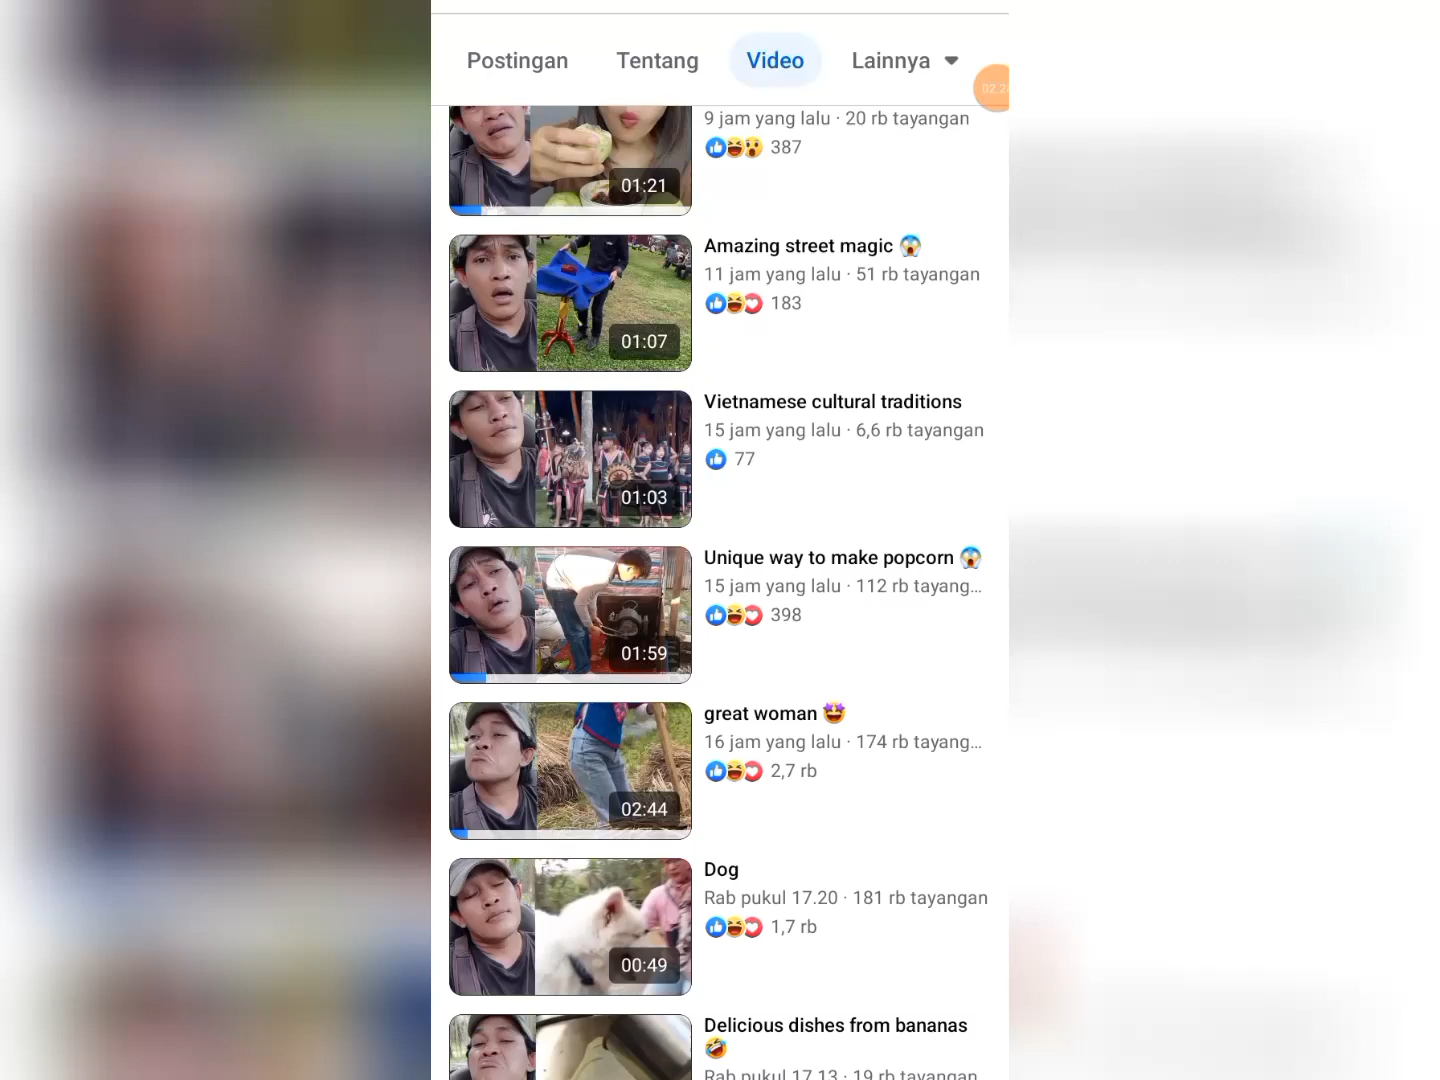 Postingan Tentang Video Lainnya
9 jam yang lalu · 20 rb tayangan
387
01:21
Amazing street magic 😱
11 jam yang lalu · 51 rb tayangan
183
01:07
Vietnamese cultural traditions
15 jam yang lalu · 6,6 rb tayangan
77
01:03
Unique way to make popcorn 😱
15 jam yang lalu · 112 rb tayang...
398
01:59
great woman 🤩
16 jam yang lalu · 174 rb tayang...
2,7 rb
02:44
Dog
Rab pukul 17.20 · 181 rb tayangan
1,7 rb
00:49
Delicious dishes from bananas
🤣
Rab pukul 17.13 · 19 rb tayangan